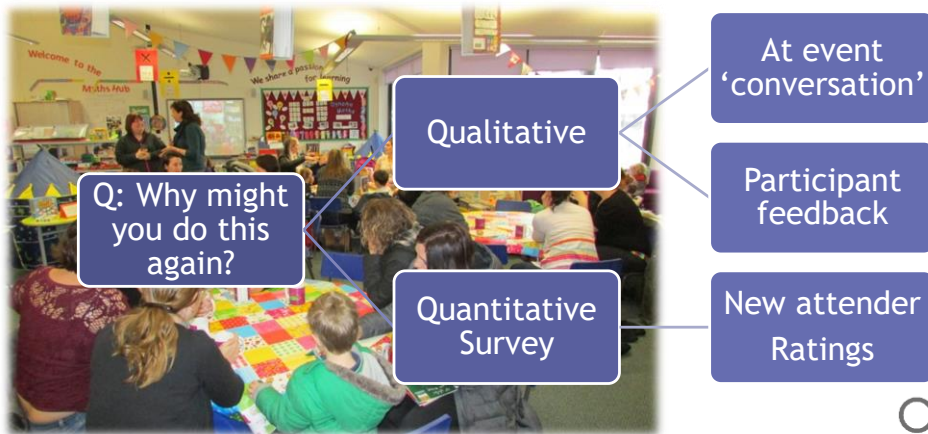 Welcome to the
Maths Hub
We share a passion
for learning
Q: Why might
you do this
again?
Qualitative
Quantitative
Survey
At event
‘conversation’
Participant
feedback
New attender
Ratings